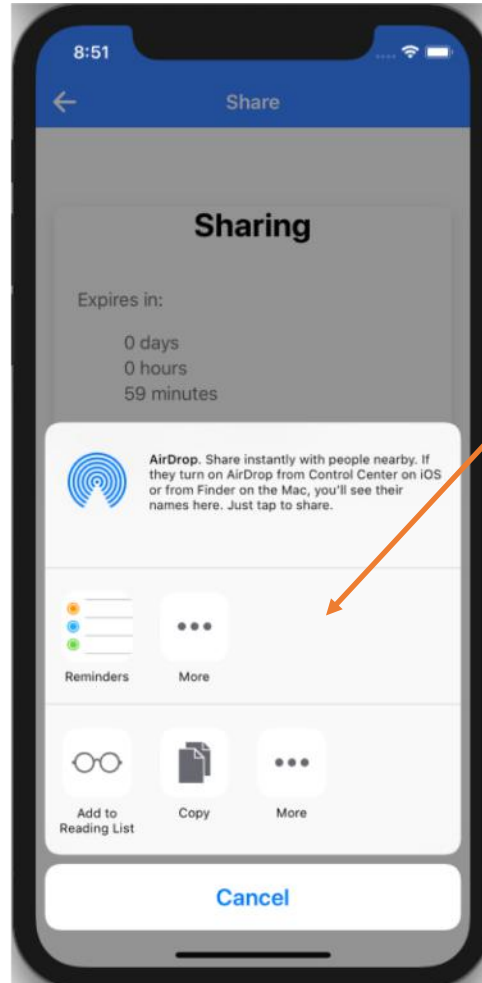 8:51
Share
Sharing
Expires in:
0 days
0 hours
59 minutes
AirDrop. Share instantly with people nearby. If
they turn on AirDrop from Control Center on iOS
or from Finder on the Mac, you'll see their
names here. Just tap to share.
Reminders
More
Add to
Reading List
Copy
More
Cancel